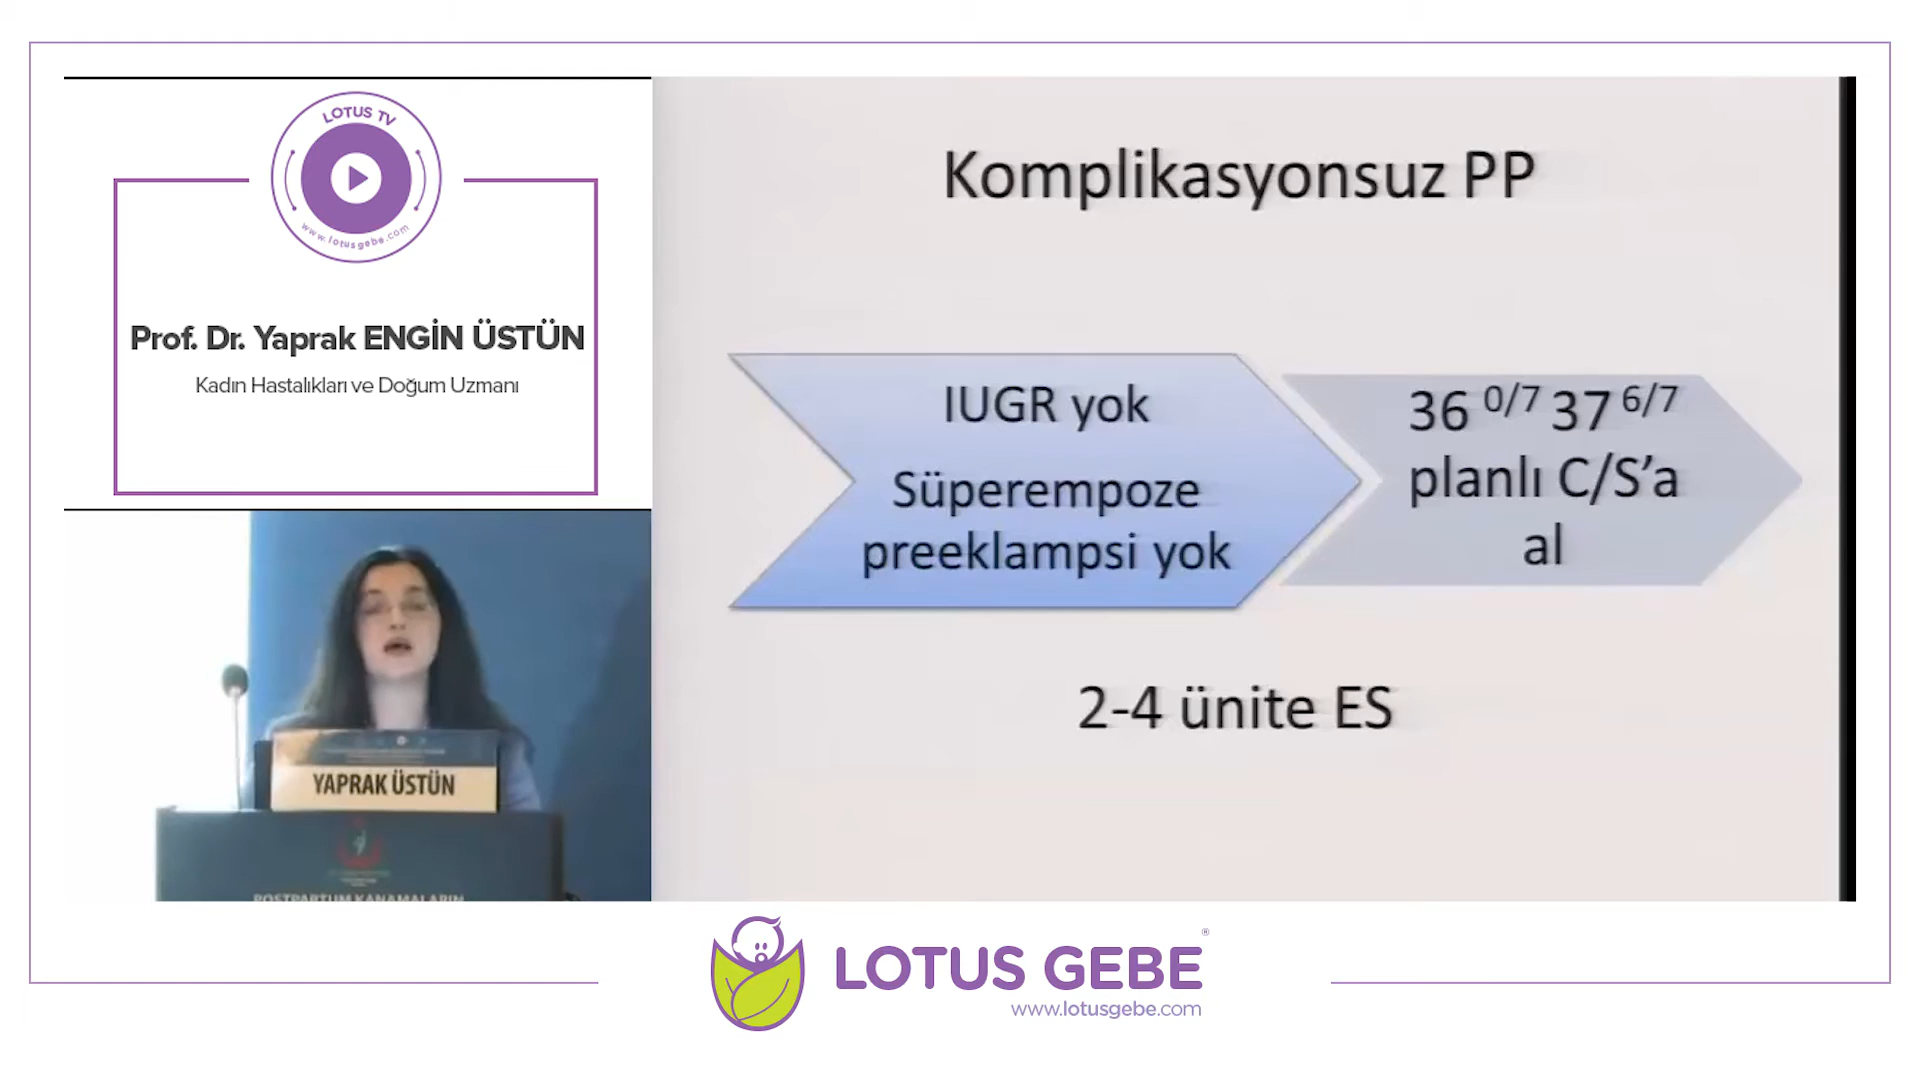 LOTUS TV
www.lotusgebe.com
Prof. Dr. Yaprak ENGİN ÜSTÜN
Kadın Hastalıkları ve Doğum Uzmanı
YAPRAK ÜSTÜN
POSTPARTUM KANAMALARIN
Komplikasyonsuz PP
IUGR yok
Süperempoze
preeklampsi yok
36 0/7 37 6/7
planlı C/S’a
al
2-4 ünite ES
LOTUS GEBE®
www.lotusgebe.com